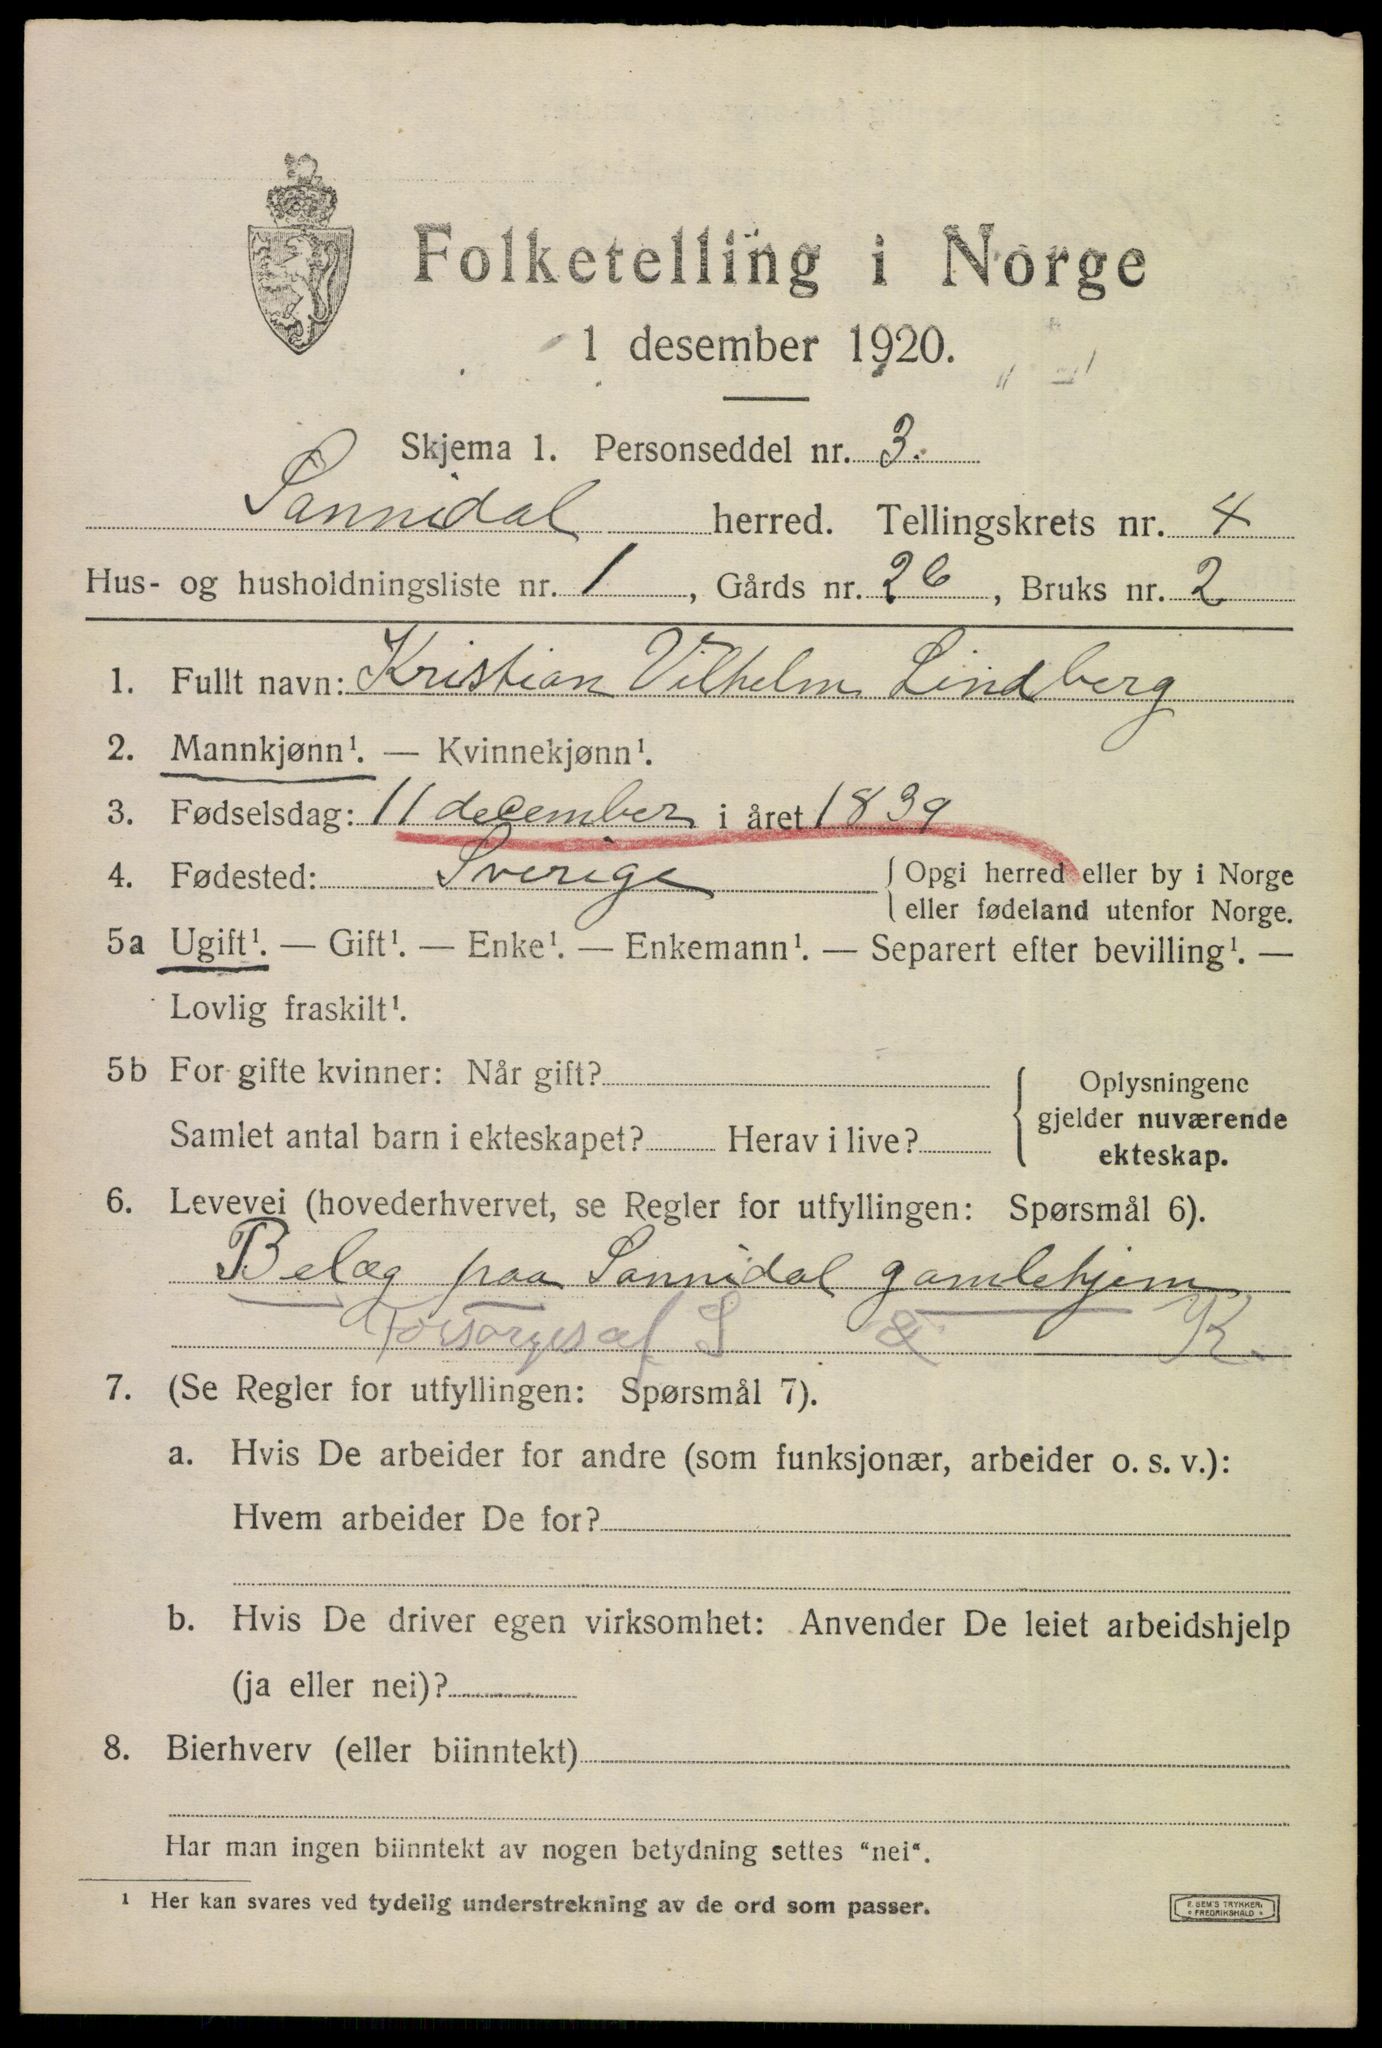 Folketelling i Norge
1 desember 1920.
Skjema 1. Personseddel nr. 3.
Sannidal herred. Tellingskrets nr. 4
Hus- og husholdningsliste nr. 1, Gårds nr. 26, Bruks nr. 2
1. Fullt navn: Kristian Vilhelm Lindberg
2. Mannkjønn¹. — Kvinnekjønn¹.
3. Fødselsdag: 11 december i året 1839
4. Fødested: Sverige { Opgi herred eller by i Norge
eller fødeland utenfor Norge.
5a Ugift¹. — Gift¹. — Enke¹. — Enkemann¹. — Separert efter bevilling¹. —
Lovlig fraskilt¹.
5b For gifte kvinner: Når gift?
Samlet antal barn i ekteskapet? Herav i live?
Oplysningene
gjelder nuværende
ekteskap.
6. Levevei (hovederhvervet, se Regler for utfyllingen: Spørsmål 6).
Belæg paa Sannidal gamlehjem
Forsørges af S & K.
7. (Se Regler for utfyllingen: Spørsmål 7).
a. Hvis De arbeider for andre (som funksjonær, arbeider o. s. v.):
Hvem arbeider De for?
b. Hvis De driver egen virksomhet: Anvender De leiet arbeidshjelp
(ja eller nei)?
8. Bierhverv (eller biinntekt)
Har man ingen biinntekt av nogen betydning settes “nei“.
¹ Her kan svares ved tydelig understrekning av de ord som passer.
E. SEM'S TRYKKERI
FREDRIKSHALD